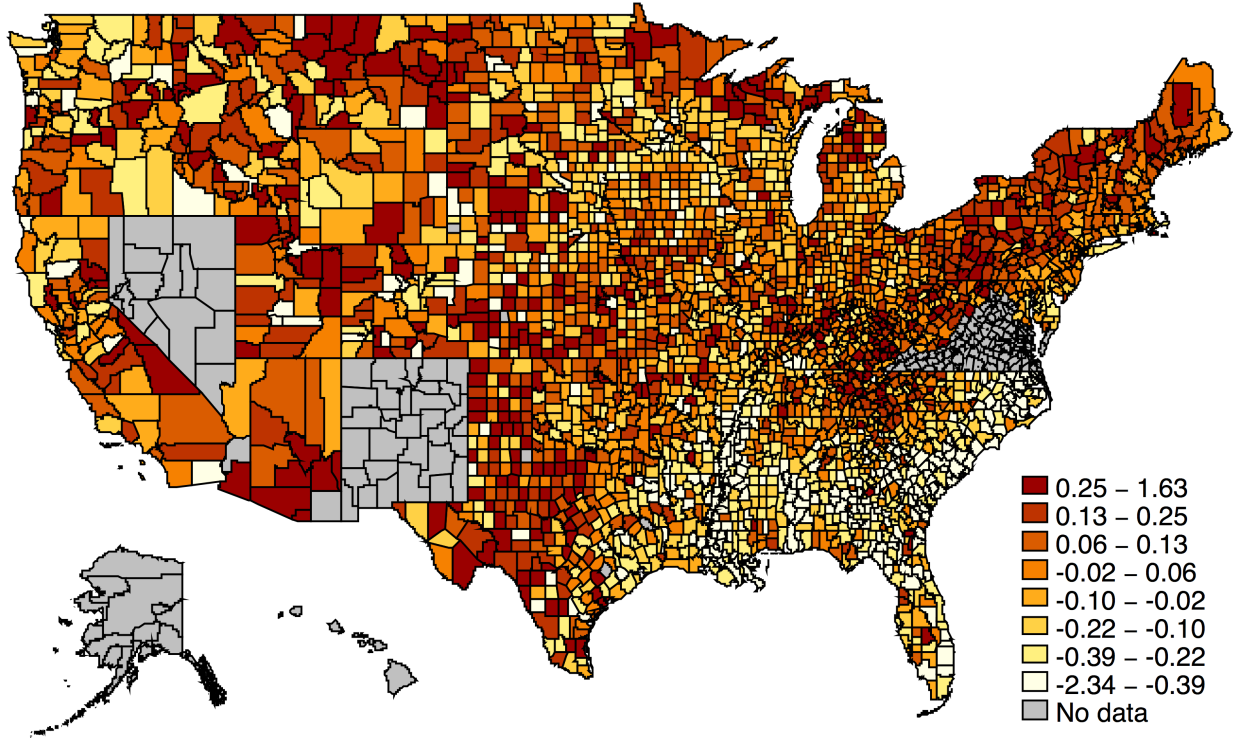 0.25 – 1.63
0.13 – 0.25
0.06 – 0.13
-0.02 – 0.06
-0.10 – -0.02
-0.22 – -0.10
-0.39 – -0.22
-2.34 – -0.39
No data